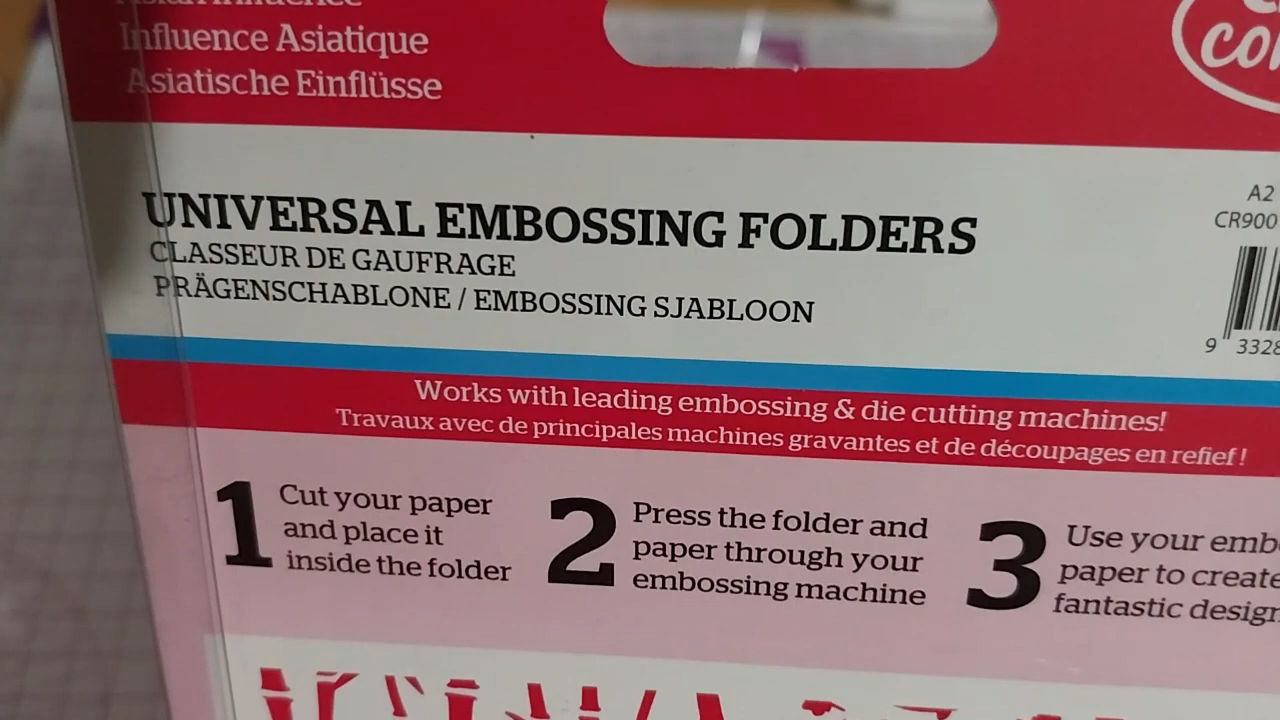 Asian Influence
Influence Asiatique
Asiatische Einflüsse
UNIVERSAL EMBOSSING FOLDERS
CLASSEUR DE GAUFRAGE
PRÄGENSCHABLONE / EMBOSSING SJABLOON
A2
CR900
9 3328
Works with leading embossing & die cutting machines!
Travaux avec de principales machines gravantes et de découpages en refief!
1 Cut your paper
and place it
inside the folder
2 Press the folder and
paper through your
embossing machine
3 Use your emb
paper to create
fantastic design